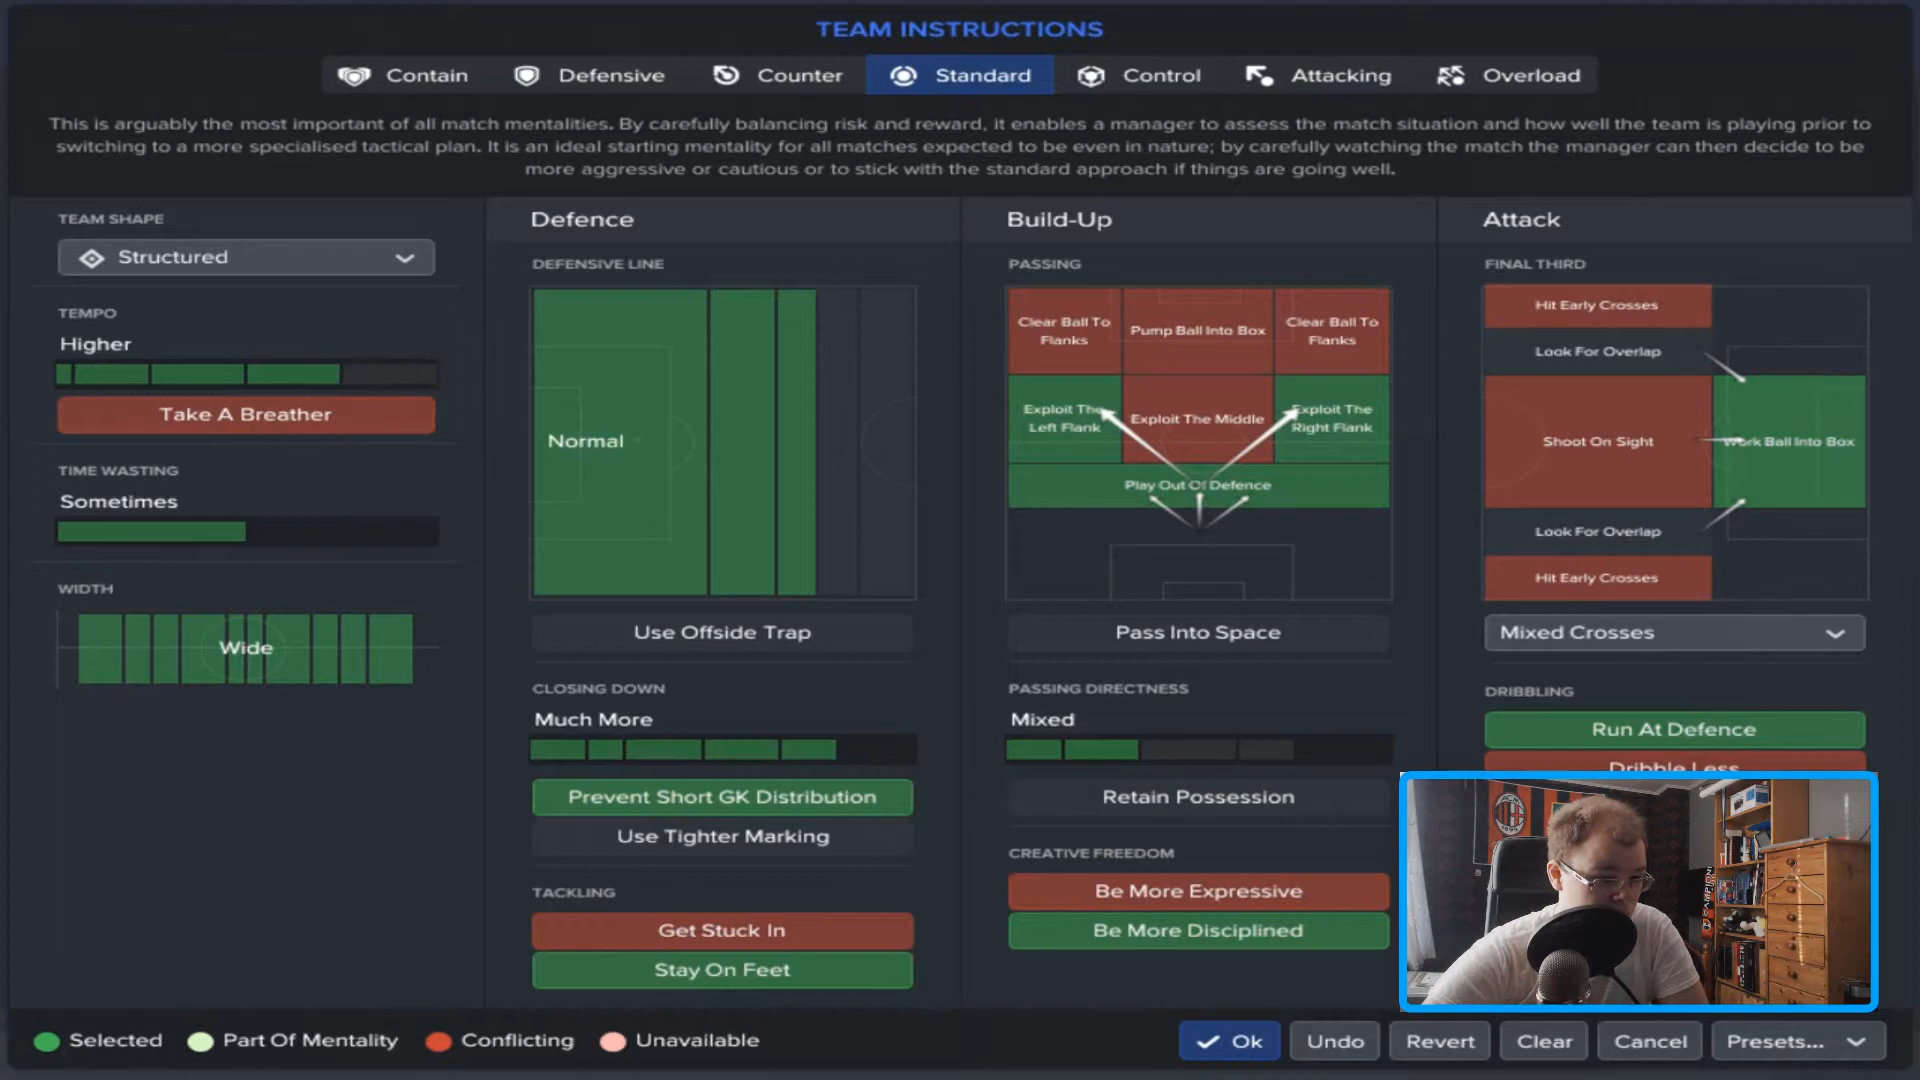 TEAM INSTRUCTIONS
Contain
Defensive
Counter
Standard
Control
Attacking
Overload
This is arguably the most important of all match mentalities. By carefully balancing risk and reward, it enables a manager to assess the match situation and how well the team is playing prior to
switching to a more specialised tactical plan. It is an ideal starting mentality for all matches expected to be even in nature; by carefully watching the match the manager can then decide to be
more aggressive or cautious or to stick with the standard approach if things are going well.
TEAM SHAPE
Structured
TEMPO
Higher
Take A Breather
TIME WASTING
Sometimes
WIDTH
Wide
Defence
DEFENSIVE LINE
Normal
Use Offside Trap
CLOSING DOWN
Much More
Prevent Short GK Distribution
Use Tighter Marking
TACKLING
Get Stuck In
Stay On Feet
Build-Up
PASSING
Clear Ball To
Flanks
Pump Ball Into Box
Clear Ball To
Flanks
Exploit The
Left Flank
Exploit The Middle
Exploit The
Right Flank
Play Out Of Defence
Pass Into Space
PASSING DIRECTNESS
Mixed
Retain Possession
CREATIVE FREEDOM
Be More Expressive
Be More Disciplined
Attack
FINAL THIRD
Hit Early Crosses
Look For Overlap
Shoot On Sight
Work Ball Into Box
Look For Overlap
Hit Early Crosses
Mixed Crosses
DRIBBLING
Run At Defence
Dribble Less
Selected
Part Of Mentality
Conflicting
Unavailable
Ok
Undo
Revert
Clear
Cancel
Presets...